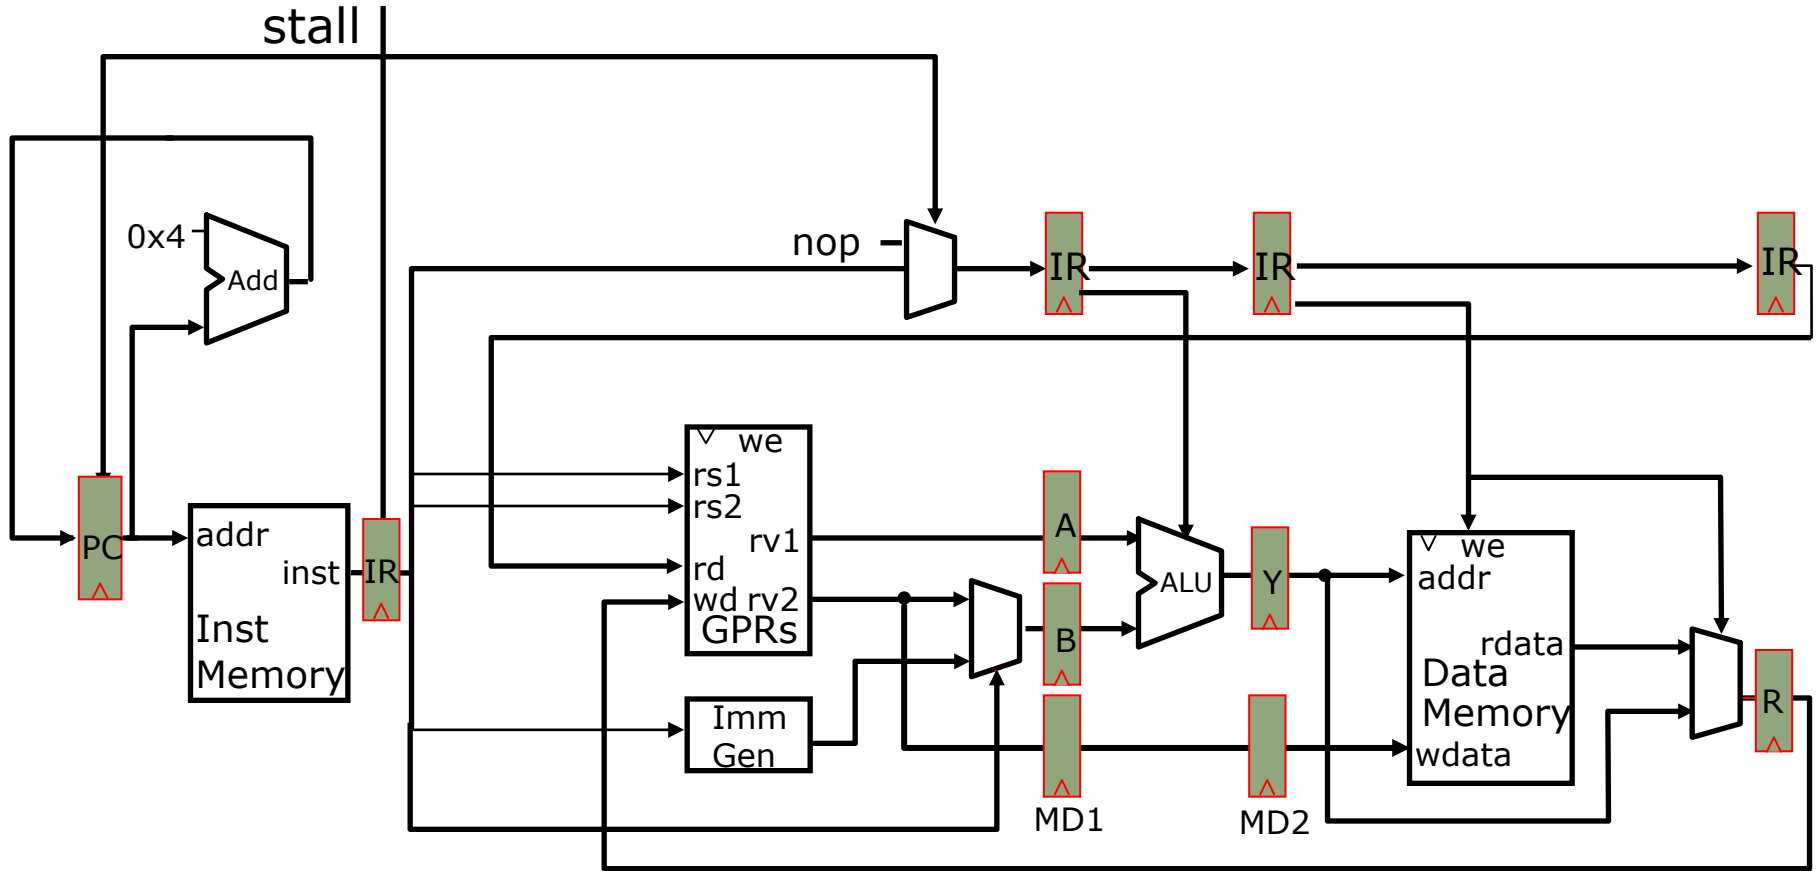 stall
0x4
Add
nop
IR
IR
IR
we
rs1
rs2
rv1
rd
wd rv2
GPRs
A
ALU
PC
addr
inst
IR
Inst
Memory
B
Y
we
addr
rdata
Data
Memory
wdata
R
Imm
Gen
MD1
MD2